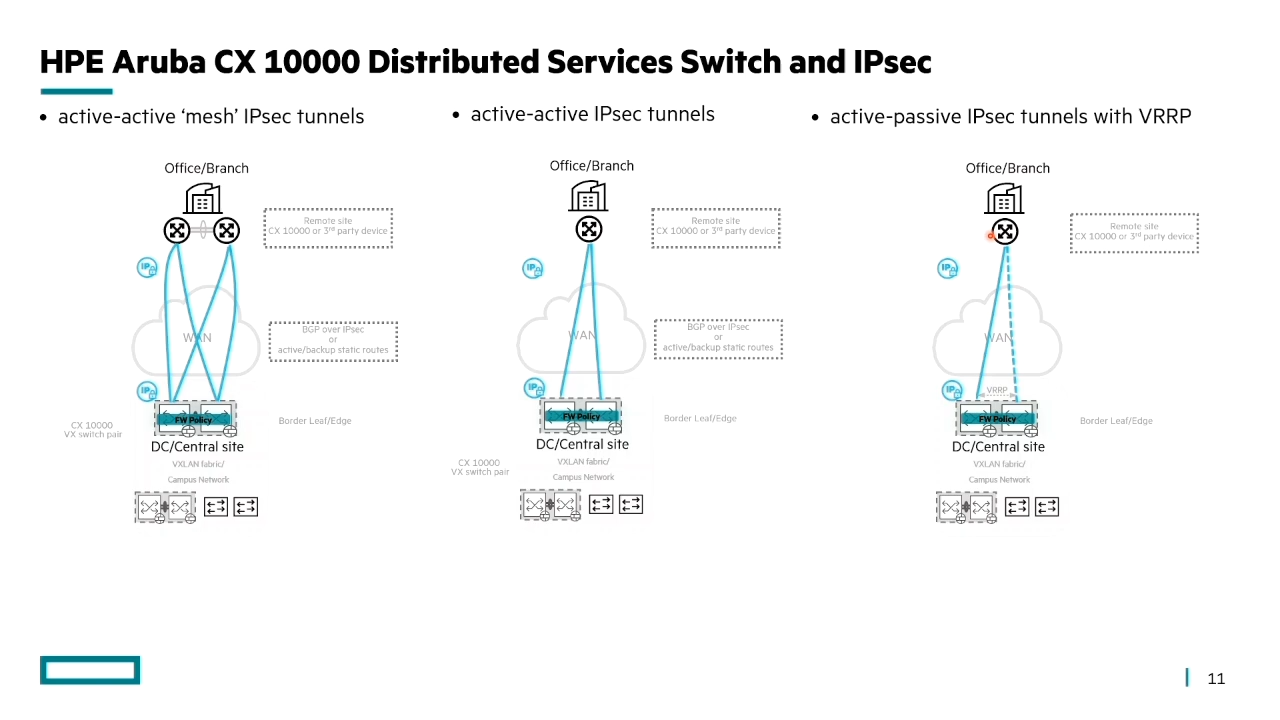 HPE Aruba CX 10000 Distributed Services Switch and IPsec
• active-active ‘mesh’ IPsec tunnels
Office/Branch
Remote site
CX 10000 or 3rd party device
IP
WAN
BGP over IPsec
or
active/backup static routes
IP
FW Policy
CX 10000
VX switch pair
Border Leaf/Edge
DC/Central site
VXLAN fabric/
Campus Network
• active-active IPsec tunnels
Office/Branch
Remote site
CX 10000 or 3rd party device
IP
WAN
BGP over IPsec
or
active/backup static routes
IP
FW Policy
Border Leaf/Edge
DC/Central site
CX 10000
VX switch pair
VXLAN fabric/
Campus Network
• active-passive IPsec tunnels with VRRP
Office/Branch
Remote site
CX 10000 or 3rd party device
IP
WAN
IP
VRRP
FW Policy
Border Leaf/Edge
DC/Central site
VXLAN fabric/
Campus Network
11